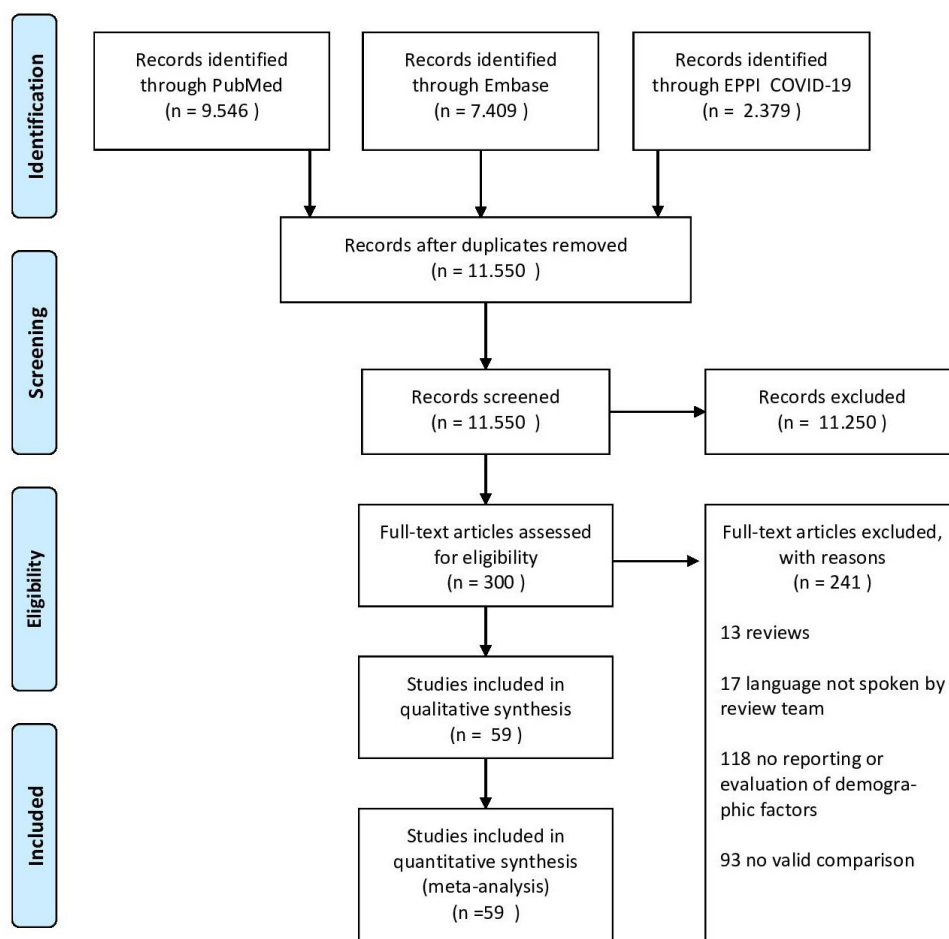 Identification
Records identified
through PubMed
(n = 9.546 )
Records identified
through Embase
(n = 7.409 )
Records identified
through EPPI COVID-19
(n = 2.379 )
Records after duplicates removed
(n = 11.550 )
Screening
Records screened
(n = 11.550 )
Records excluded
(n = 11.250 )
Eligibility
Full-text articles assessed
for eligibility
(n = 300 )
Full-text articles excluded,
with reasons
(n = 241 )
13 reviews
17 language not spoken by
review team
118 no reporting or
evaluation of demogra-
phic factors
93 no valid comparison
Studies included in
qualitative synthesis
(n = 59 )
Included
Studies included in
quantitative synthesis
(meta-analysis)
(n =59 )